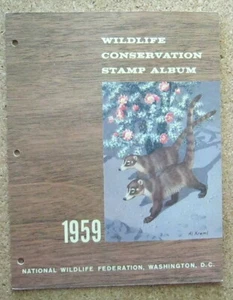 WILDLIFE
CONSERVATION
STAMP ALBUM
1959
NATIONAL WILDLIFE FEDERATION, WASHINGTON, D.C.